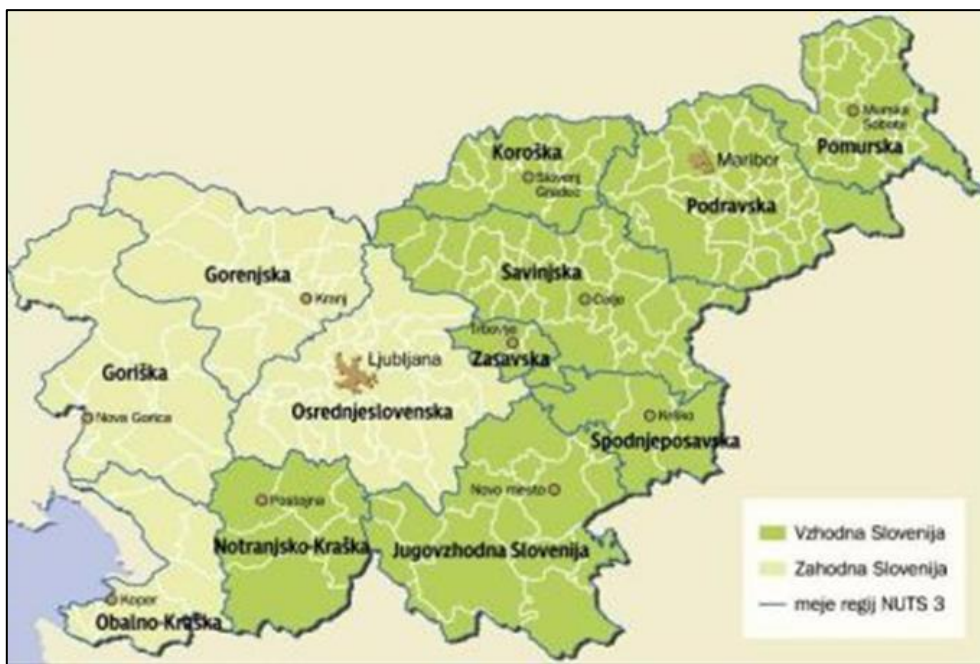 Murska
Sobota
Pomurska
Koroška
Slovenj
Gradec
Maribor
Podravska
Gorenjska
Kranj
Savinjska
Celje
Trbovlje
Zasavska
Ljubljana
Osrednjeslovenska
Goriška
Nova Gorica
Krško
Spodnjeposavska
Postojna
Novo mesto
Notranjsko-Kraška
Jugovzhodna Slovenija
Koper
Obalno-Kraška
Vzhodna Slovenija
Zahodna Slovenija
meje regij NUTS 3